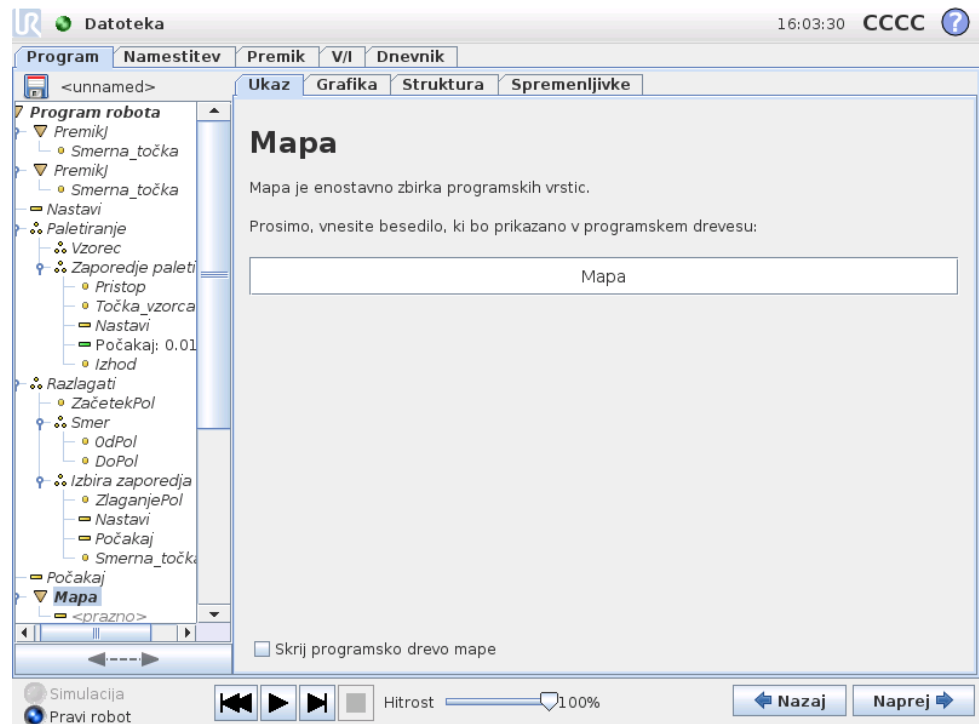 UR Datoteka 16:03:30 CCCC ?
Program Namestitev Premik V/I Dnevnik
<unnamed>
Ukaz Grafika Struktura Spremenljivke
Program robota
PremikJ
Smerna_točka
PremikJ
Smerna_točka
Nastavi
Paletiranje
Vzorec
Zaporedje paleti
Pristop
Točka_vzorca
Nastavi
Počakaj: 0.01
Izhod
Razlagati
ZačetekPol
Smer
OdPol
DoPol
Izbira zaporedja
ZlaganjePol
Nastavi
Počakaj
Smerna_točka
Počakaj
Mapa
<prazno>
Mapa
Mapa je enostavno zbirka programskih vrstic.
Prosimo, vnesite besedilo, ki bo prikazano v programskem drevesu:
Mapa
Skrij programsko drevo mape
Simulacija
Pravi robot
Hitrost 100%
Nazaj Naprej